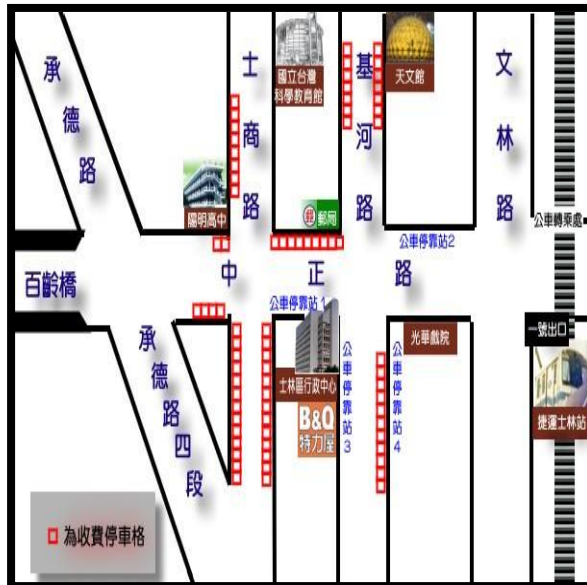 承德路
士商路
國立台灣
科學教育館
基河路
天文館
文林路
陽明高中
郵局
公車停靠站2
公車轉乘處
百齡橋
中正路
公車停靠站1
承德路四段
士林區行政中心
B&Q
特力屋
公車停靠站3
公車停靠站4
光華戲院
一號出口
捷運士林站
為收費停車格